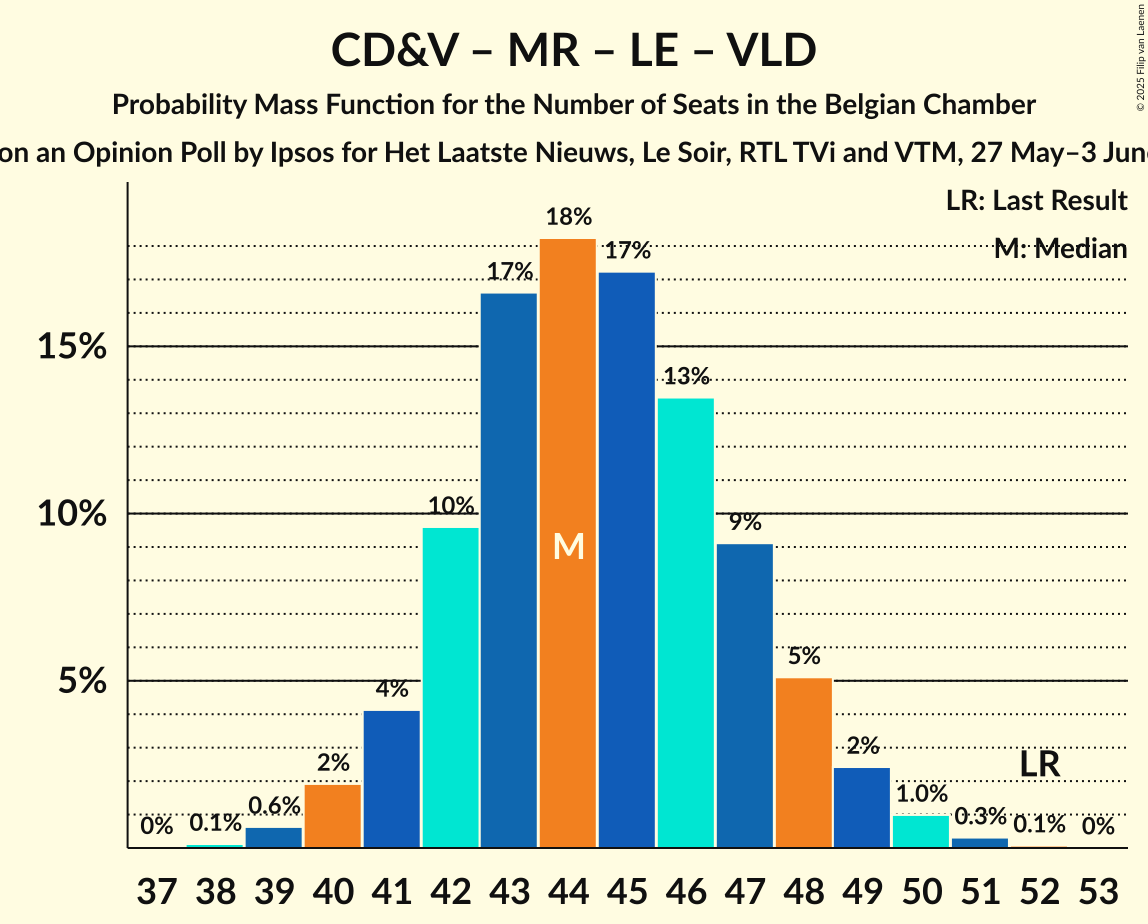 CD&V – MR – LE – VLD
Probability Mass Function for the Number of Seats in the Belgian Chamber
on an Opinion Poll by Ipsos for Het Laatste Nieuws, Le Soir, RTL TVi and VTM, 27 May–3 June
© 2025 Filip van Laenen
LR: Last Result
M: Median
18%
17%
17%
15%
13%
10%
10%
9%
M
5%
5%
4%
2%
2%
LR
1.0%
0.6%
0.3%
0% 0.1% 0.1% 0%
37 38 39 40 41 42 43 44 45 46 47 48 49 50 51 52 53